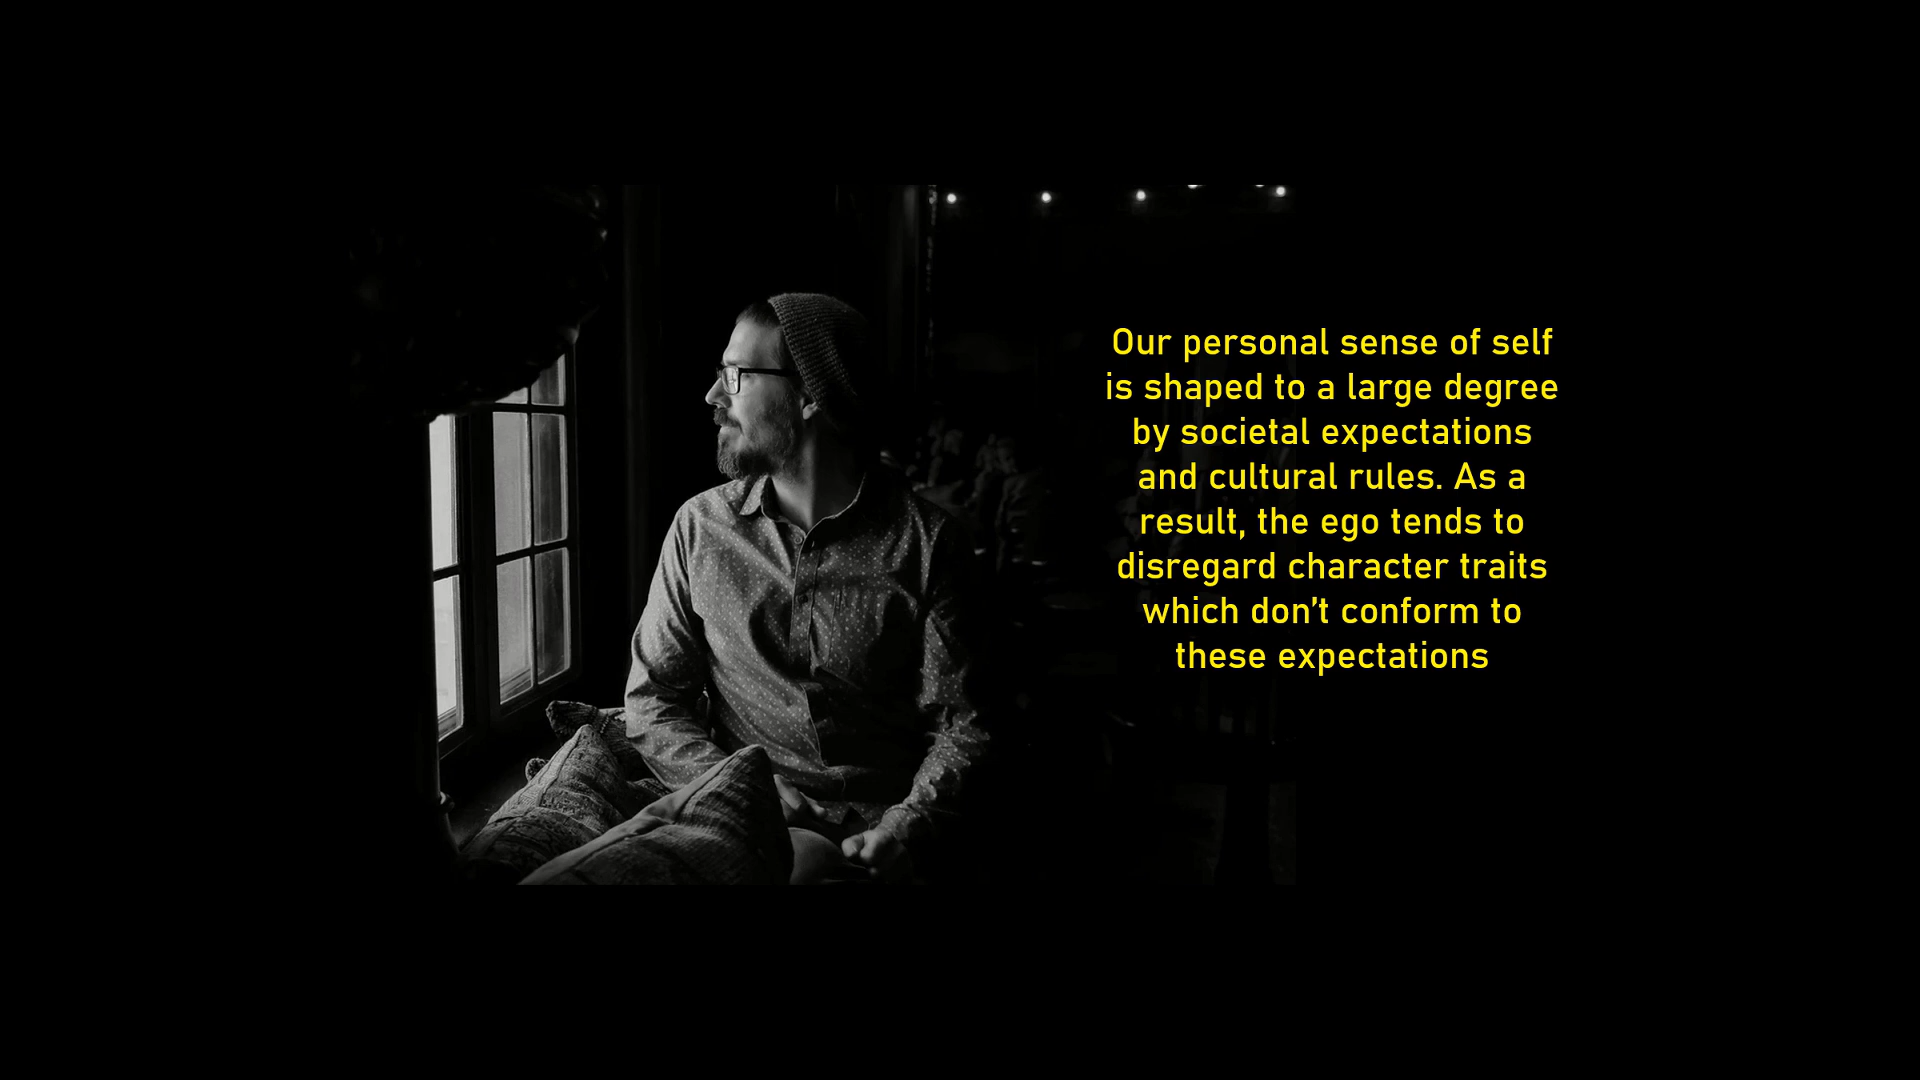 Our personal sense of self
is shaped to a large degree
by societal expectations
and cultural rules. As a
result, the ego tends to
disregard character traits
which don’t conform to
these expectations